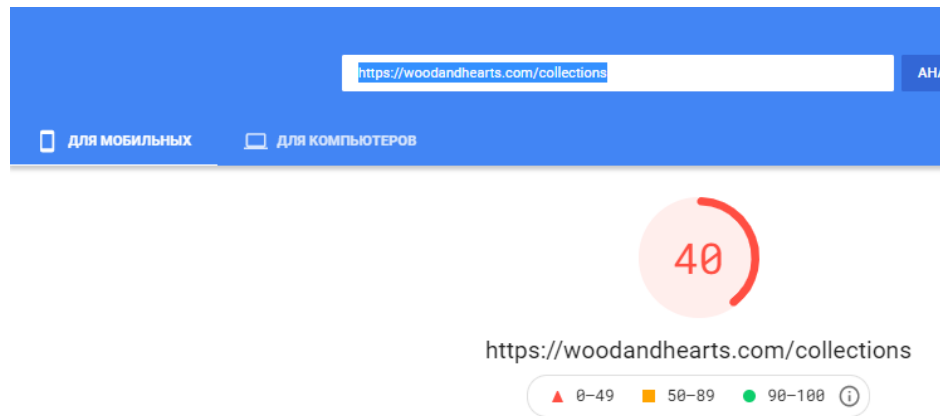 https://woodandhearts.com/collections
АНА
ДЛЯ МОБИЛЬНЫХ
ДЛЯ КОМПЬЮТЕРОВ
40
https://woodandhearts.com/collections
0–49 50–89 90–100